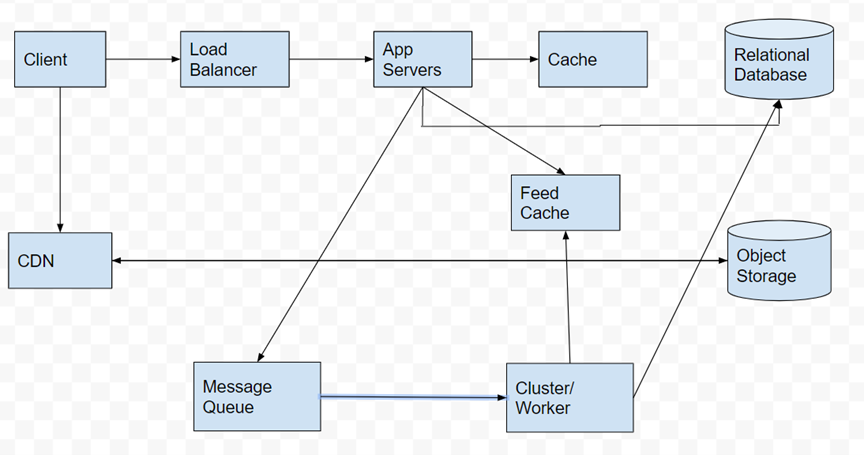 Client
Load
Balancer
App
Servers
Cache
Relational
Database
Feed
Cache
CDN
Object
Storage
Message
Queue
Cluster/
Worker